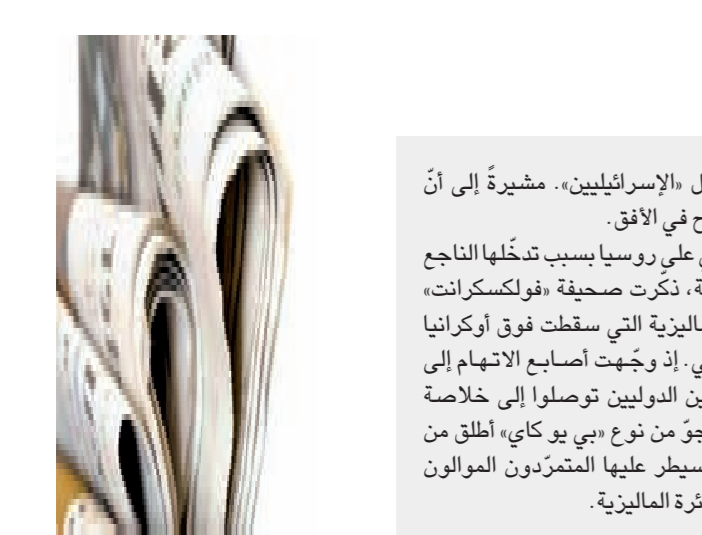 ل «الإسرائيليين». مشيرةً إلى أنّ
ح في الأفق.
ي على روسيا بسبب تدخّلها الناجع
ة، ذكّرت صحيفة «فولكسكرانت»
ماليزية التي سقطت فوق أوكرانيا
ي. إذ وجّهت أصابع الاتهام إلى
ين الدوليين توصلوا إلى خلاصة
جوّ من نوع «بي يو كاي» أطلق من
سيطر عليها المتمرّدون الموالون
ئرة الماليزية.